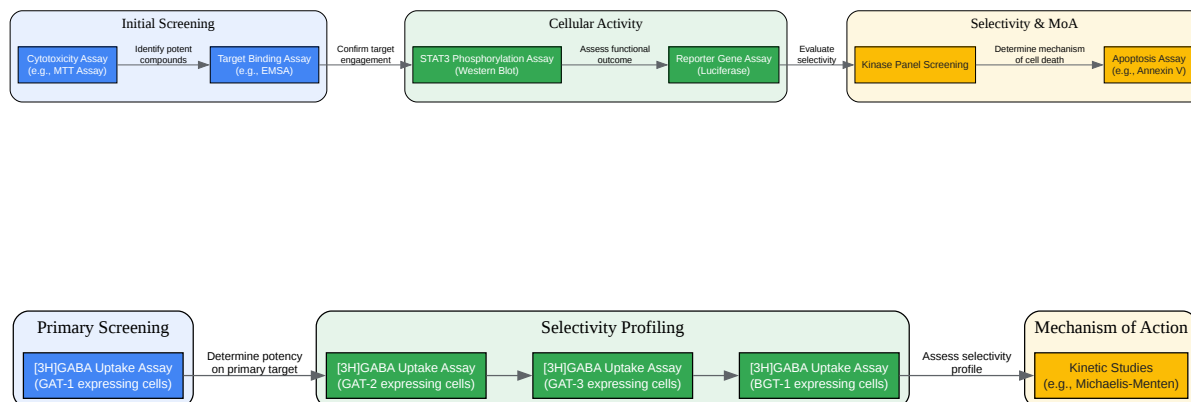 Initial Screening
Cellular Activity
Selectivity & MoA
Cytotoxicity Assay
(e.g., MTT Assay)
Identify potent
compounds
Target Binding Assay
(e.g., EMSA)
Confirm target
engagement
STAT3 Phosphorylation Assay
(Western Blot)
Assess functional
outcome
Reporter Gene Assay
(Luciferase)
Evaluate
selectivity
Kinase Panel Screening
Determine mechanism
of cell death
Apoptosis Assay
(e.g., Annexin V)
Primary Screening
Selectivity Profiling
Mechanism of Action
[3H]GABA Uptake Assay
(GAT-1 expressing cells)
Determine potency
on primary target
[3H]GABA Uptake Assay
(GAT-2 expressing cells)
[3H]GABA Uptake Assay
(GAT-3 expressing cells)
[3H]GABA Uptake Assay
(BGT-1 expressing cells)
Assess selectivity
profile
Kinetic Studies
(e.g., Michaelis-Menten)